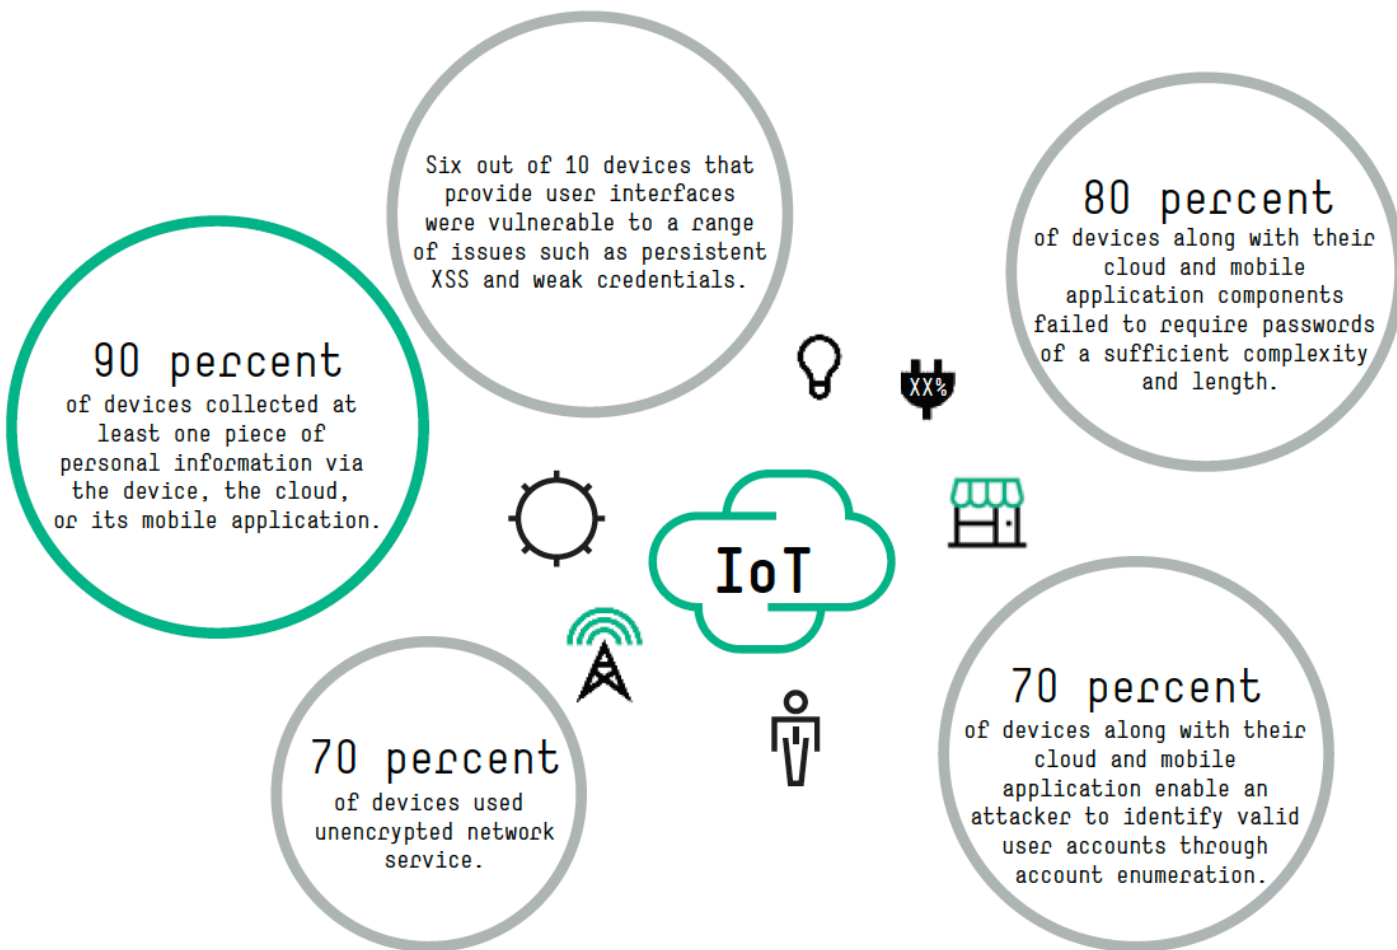 Six out of 10 devices that
provide user interfaces
were vulnerable to a range
of issues such as persistent
XSS and weak credentials.
80 percent
of devices along with their
cloud and mobile
application components
failed to require passwords
of a sufficient complexity
and length.
90 percent
of devices collected at
least one piece of
personal information via
the device, the cloud,
or its mobile application.
XX%
IoT
70 percent
of devices used
unencrypted network
service.
70 percent
of devices along with their
cloud and mobile
application enable an
attacker to identify valid
user accounts through
account enumeration.